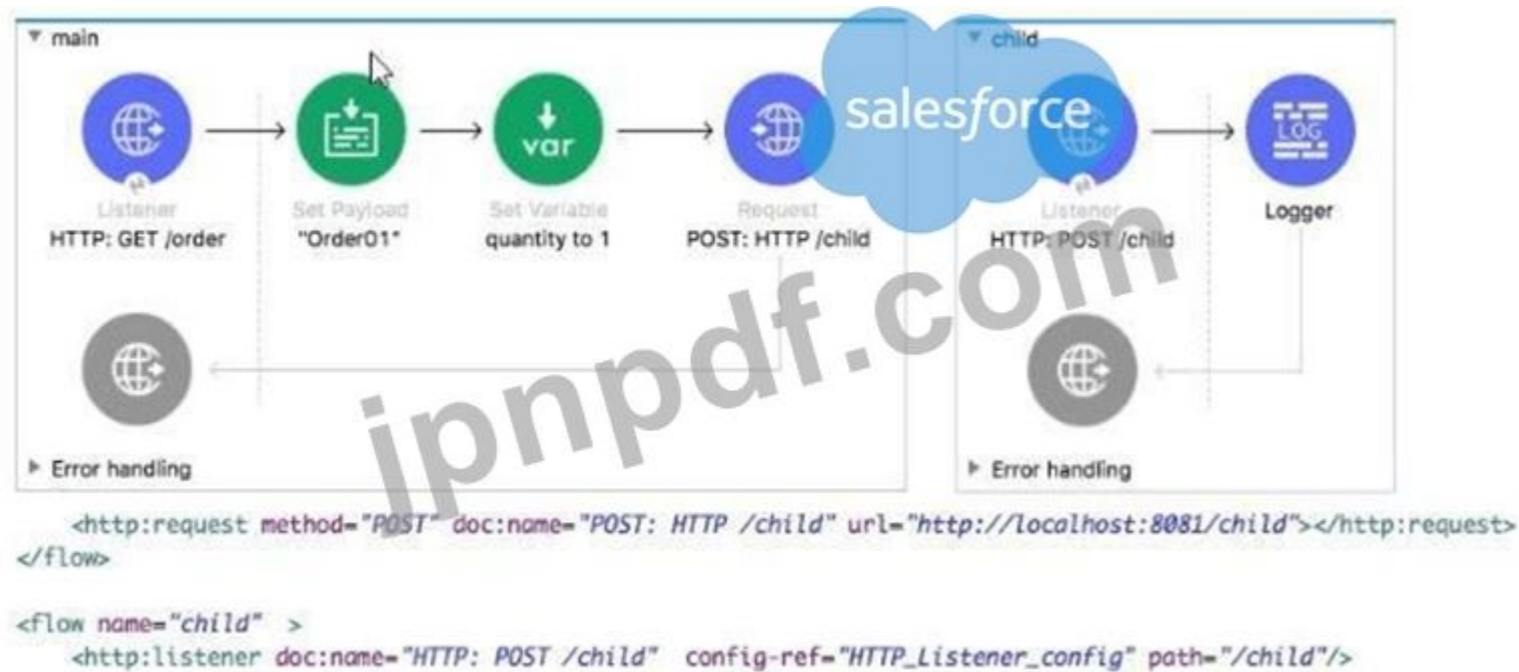 main
child
salesforce
var
LOG
Listener
HTTP: GET /order
Set Payload
"Order01"
Set Variable
quantity to 1
Request
POST: HTTP /child
Listener
HTTP: POST /child
Logger
jpnpdf.com
Error handling
Error handling
<http:request method="POST" doc:name="POST: HTTP /child" url="http://localhost:8081/child"></http:request>
</flow>
<flow name="child" >
<http:listener doc:name="HTTP: POST /child" config-ref="HTTP_Listener_config" path="/child"/>